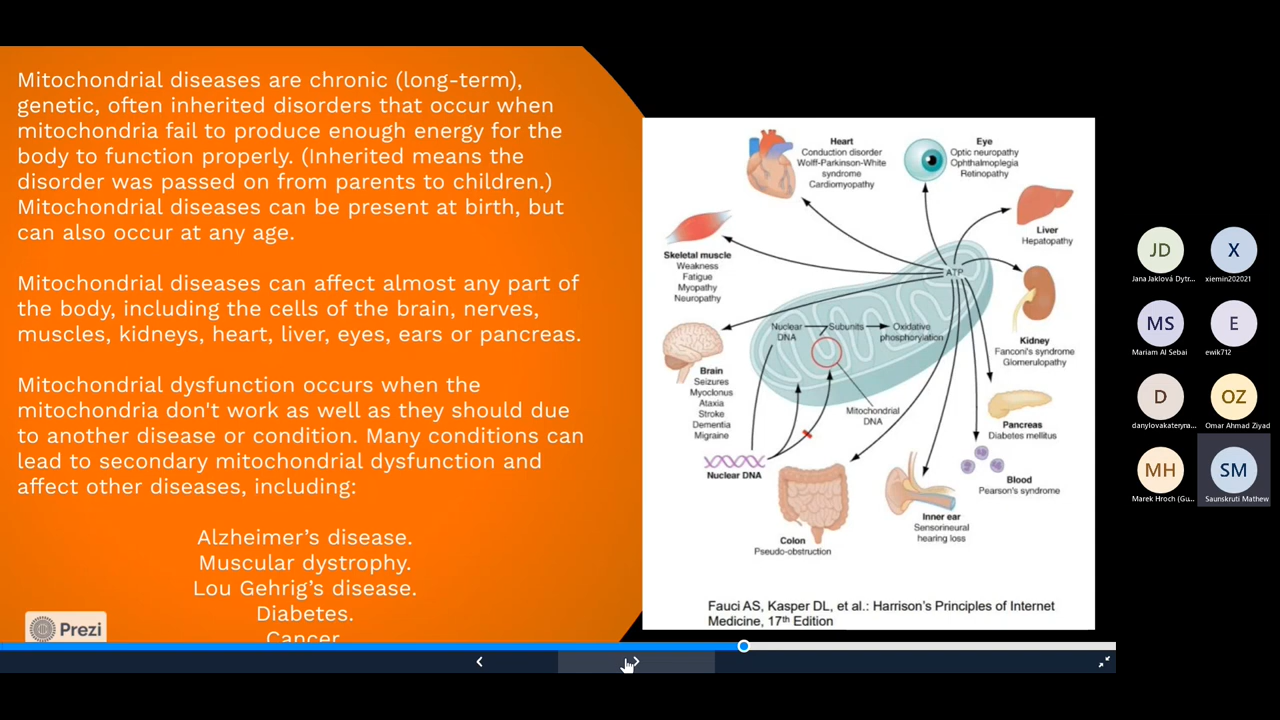 Mitochondrial diseases are chronic (long-term),
genetic, often inherited disorders that occur when
mitochondria fail to produce enough energy for the
body to function properly. (Inherited means the
disorder was passed on from parents to children.)
Mitochondrial diseases can be present at birth, but
can also occur at any age.
Mitochondrial diseases can affect almost any part of
the body, including the cells of the brain, nerves,
muscles, kidneys, heart, liver, eyes, ears or pancreas.
Mitochondrial dysfunction occurs when the
mitochondria don't work as well as they should due
to another disease or condition. Many conditions can
lead to secondary mitochondrial dysfunction and
affect other diseases, including:
Alzheimer's disease.
Muscular dystrophy.
Lou Gehrig's disease.
Diabetes.
Cancer
Prezi
Heart
Conduction disorder
Wolff-Parkinson-White
syndrome
Cardiomyopathy
Eye
Optic neuropathy
Ophthalmoplegia
Retinopathy
Liver
Hepatopathy
Skeletal muscle
Weakness
Fatigue
Myopathy
Neuropathy
ATP
Nuclear
DNA
Subunits
Oxidative
phosphorylation
Kidney
Fanconi's syndrome
Glomerulopathy
Brain
Seizures
Myoclonus
Ataxia
Stroke
Dementia
Migraine
Mitochondrial
DNA
Pancreas
Diabetes mellitus
Nuclear DNA
Blood
Pearson's syndrome
Inner ear
Sensorineural
hearing loss
Colon
Pseudo-obstruction
Fauci AS, Kasper DL, et al.: Harrison's Principles of Internet
Medicine, 17th Edition
JD
Jana Jaklová Dytr...
X
xiemin202021
MS
Mariam Al Sebai
E
ewik712
D
danylovakateryna...
OZ
Omar Ahmad Ziyad
MH
Marek Hroch (Gu...
SM
Saunskruti Mathew